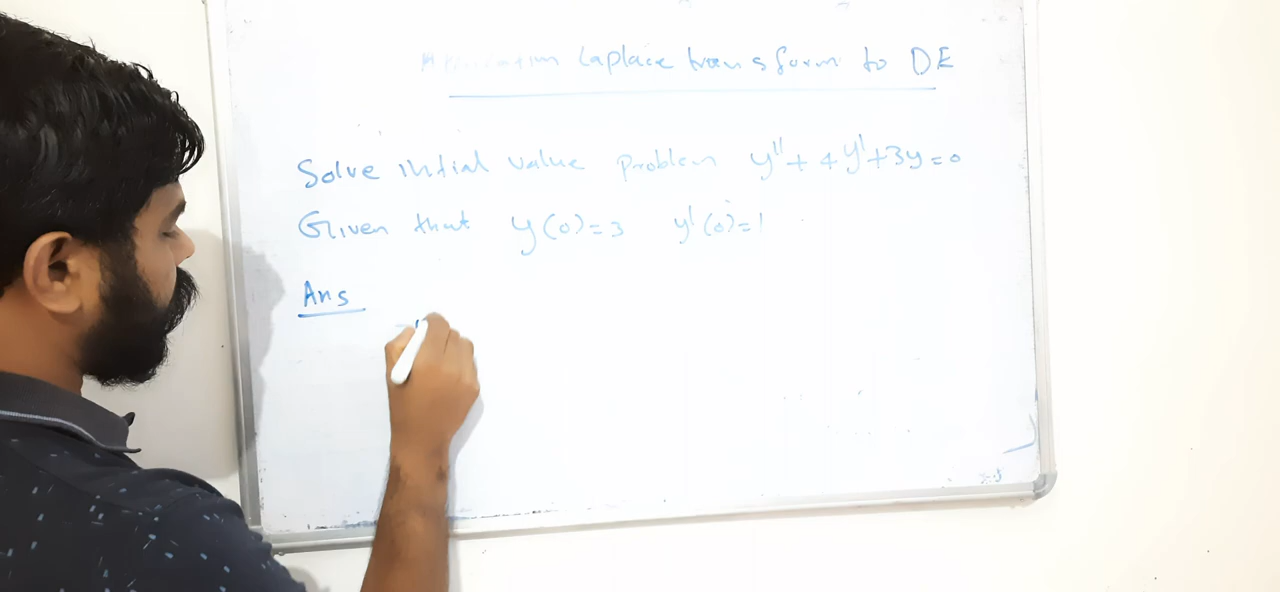 Laplace transform to DE
Solve initial value Problem y'' + 4y' + 3y = 0
Given that y(0) = 3 y'(0) = 1
Ans